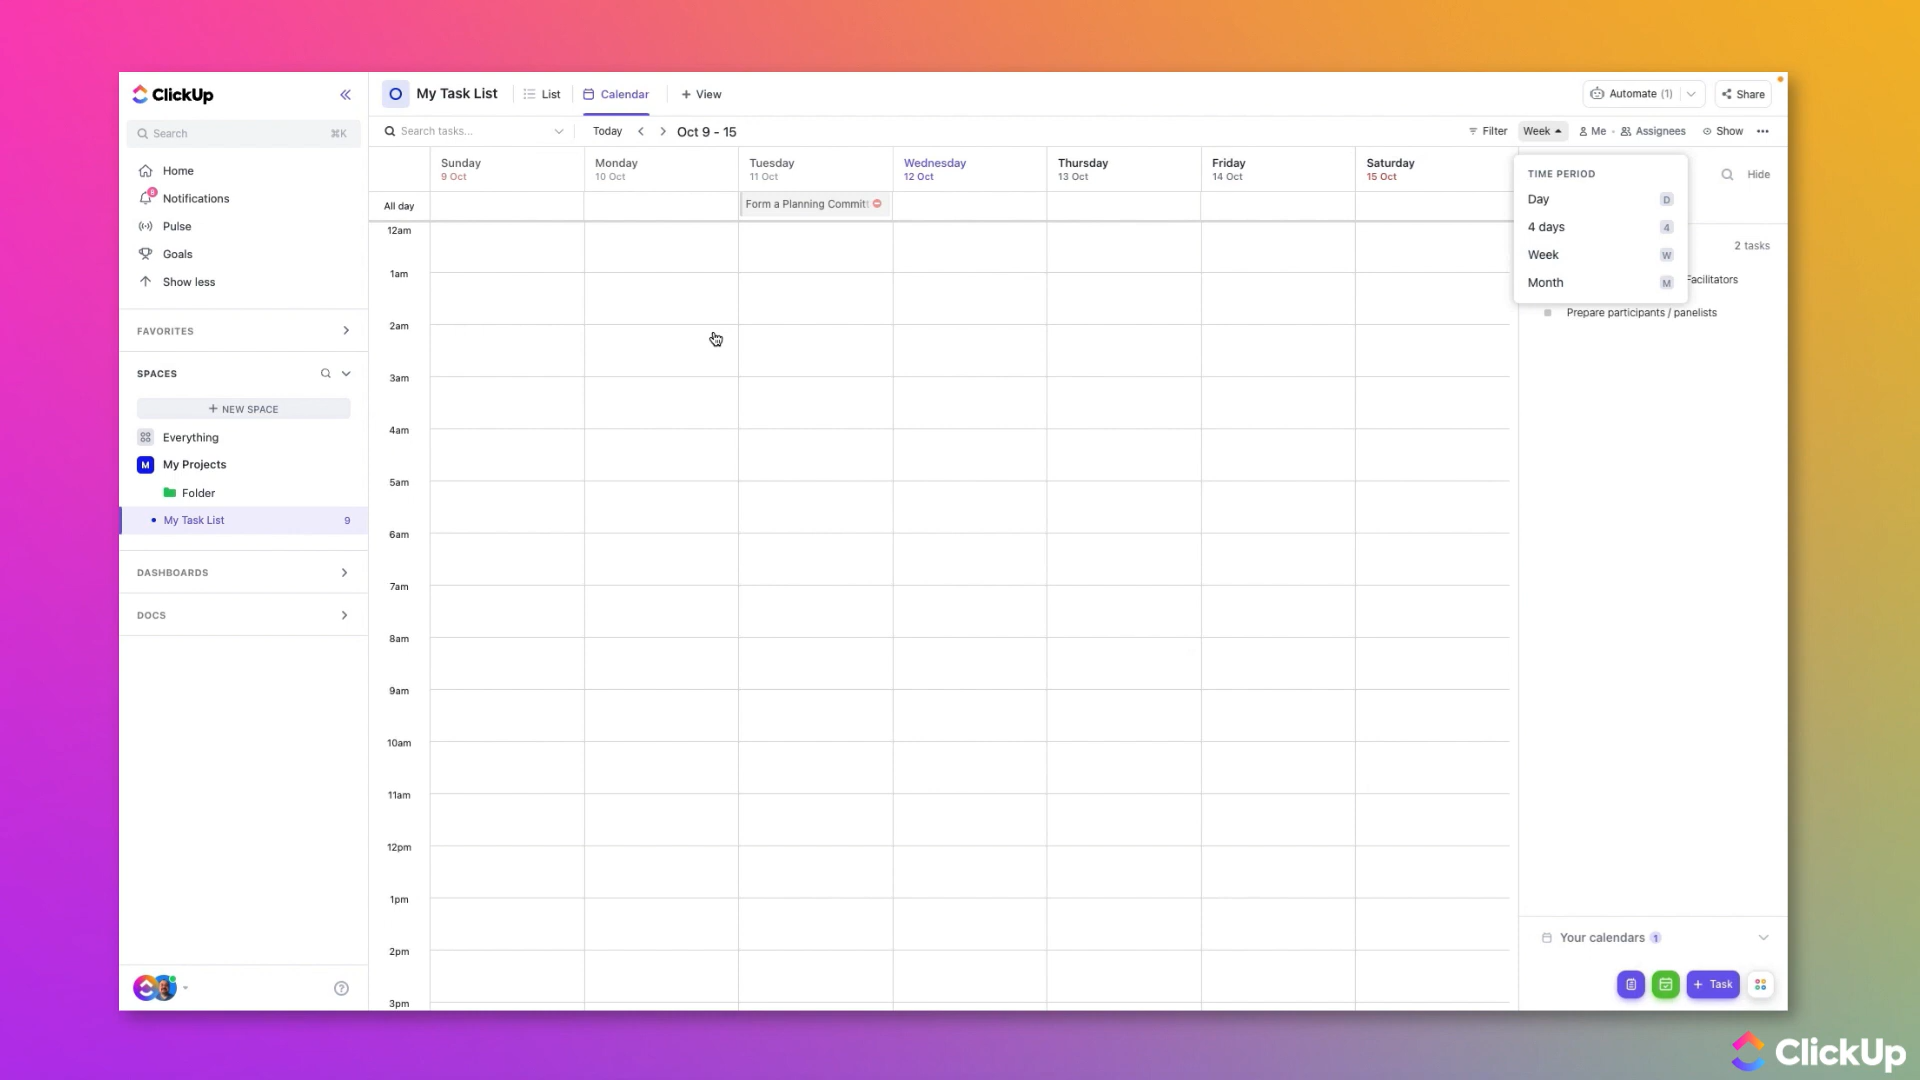 ClickUp
Search ⌘K
Home
8
Notifications
Pulse
Goals
Show less
FAVORITES
SPACES
+ NEW SPACE
Everything
M My Projects
Folder
My Task List 9
DASHBOARDS
DOCS
My Task List
List
Calendar
+ View
Automate (1)
Share
Search tasks...
Today
Oct 9 - 15
Filter
Week
Me
Assignees
Show
Sunday
9 Oct
Monday
10 Oct
Tuesday
11 Oct
Wednesday
12 Oct
Thursday
13 Oct
Friday
14 Oct
Saturday
15 Oct
All day
Form a Planning Committ
12am
1am
2am
3am
4am
5am
6am
7am
8am
9am
10am
11am
12pm
1pm
2pm
3pm
TIME PERIOD
Day D
4 days 4
Week W
Month M
Hide
2 tasks
Facilitators
Prepare participants / panelists
Your calendars 1
+ Task
ClickUp